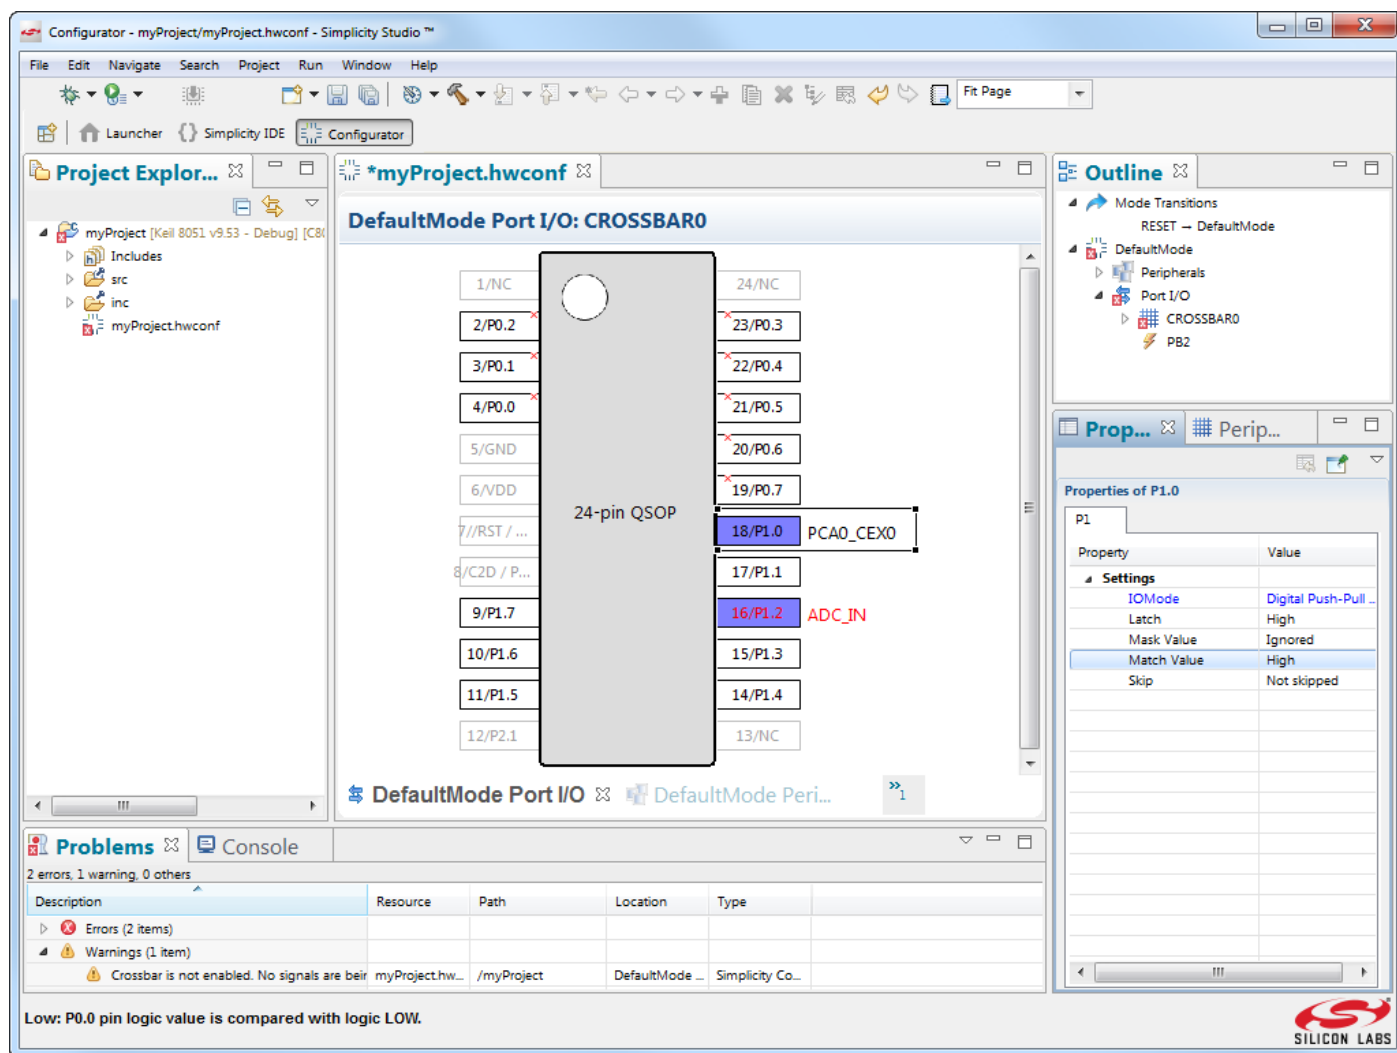 Configurator - myProject/myProject.hwconf - Simplicity Studio ™
File Edit Navigate Search Project Run Window Help
Fit Page
Launcher {} Simplicity IDE Configurator
Project Explor...
myProject [Keil 8051 v9.53 - Debug] [C8
Includes
src
inc
myProject.hwconf
*myProject.hwconf
DefaultMode Port I/O: CROSSBAR0
1/NC
2/P0.2
3/P0.1
4/P0.0
5/GND
6/VDD
7//RST / ...
8/C2D / P...
9/P1.7
10/P1.6
11/P1.5
12/P2.1
24-pin QSOP
24/NC
23/P0.3
22/P0.4
21/P0.5
20/P0.6
19/P0.7
18/P1.0 PCA0_CEX0
17/P1.1
16/P1.2 ADC_IN
15/P1.3
14/P1.4
13/NC
DefaultMode Port I/O DefaultMode Peri... »1
Outline
Mode Transitions
RESET → DefaultMode
DefaultMode
Peripherals
Port I/O
CROSSBAR0
PB2
Prop... Perip...
Properties of P1.0
P1
Property Value
Settings
IOMode Digital Push-Pull ...
Latch High
Mask Value Ignored
Match Value High
Skip Not skipped
Problems Console
2 errors, 1 warning, 0 others
Description Resource Path Location Type
Errors (2 items)
Warnings (1 item)
Crossbar is not enabled. No signals are beir myProject.hw... /myProject DefaultMode ... Simplicity Co...
Low: P0.0 pin logic value is compared with logic LOW.
SILICON LABS